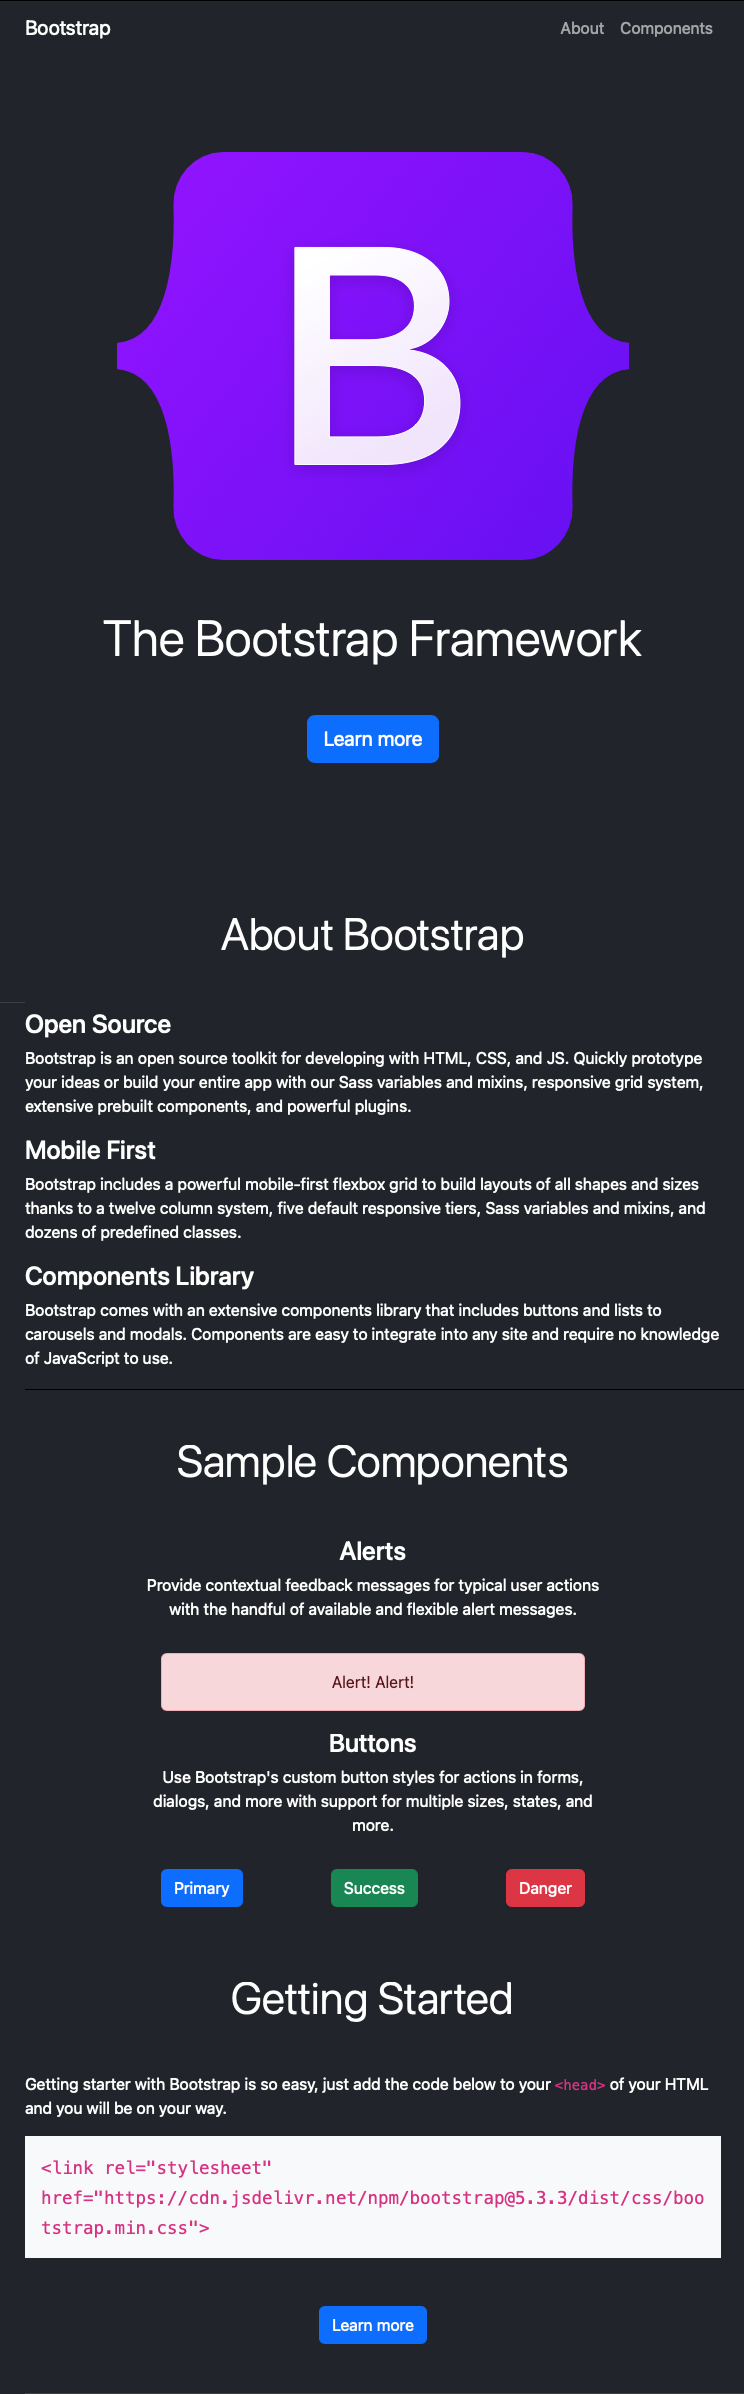 Bootstrap
About Components
B
The Bootstrap Framework
Learn more
About Bootstrap
Open Source
Bootstrap is an open source toolkit for developing with HTML, CSS, and JS. Quickly prototype
your ideas or build your entire app with our Sass variables and mixins, responsive grid system,
extensive prebuilt components, and powerful plugins.
Mobile First
Bootstrap includes a powerful mobile-first flexbox grid to build layouts of all shapes and sizes
thanks to a twelve column system, five default responsive tiers, Sass variables and mixins, and
dozens of predefined classes.
Components Library
Bootstrap comes with an extensive components library that includes buttons and lists to
carousels and modals. Components are easy to integrate into any site and require no knowledge
of JavaScript to use.
Sample Components
Alerts
Provide contextual feedback messages for typical user actions
with the handful of available and flexible alert messages.
Alert! Alert!
Buttons
Use Bootstrap's custom button styles for actions in forms,
dialogs, and more with support for multiple sizes, states, and
more.
Primary Success Danger
Getting Started
Getting starter with Bootstrap is so easy, just add the code below to your <head> of your HTML
and you will be on your way.
<link rel="stylesheet"
href="https://cdn.jsdelivr.net/npm/bootstrap@5.3.3/dist/css/boo
tstrap.min.css">
Learn more